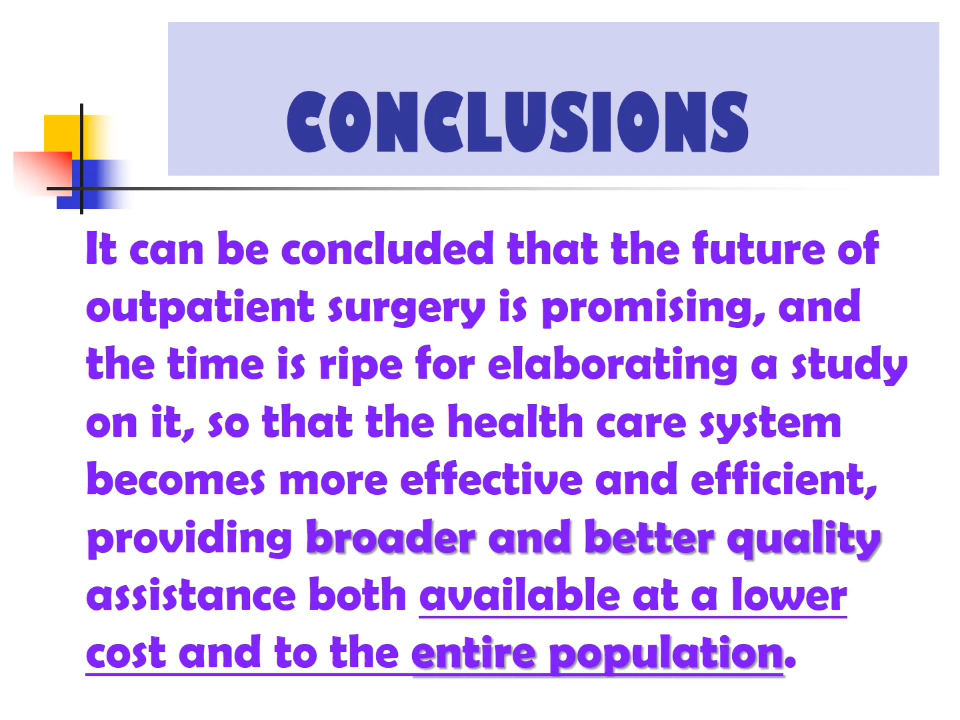 CONCLUSIONS
It can be concluded that the future of
outpatient surgery is promising, and
the time is ripe for elaborating a study
on it, so that the health care system
becomes more effective and efficient,
providing broader and better quality
assistance both available at a lower
cost and to the entire population.